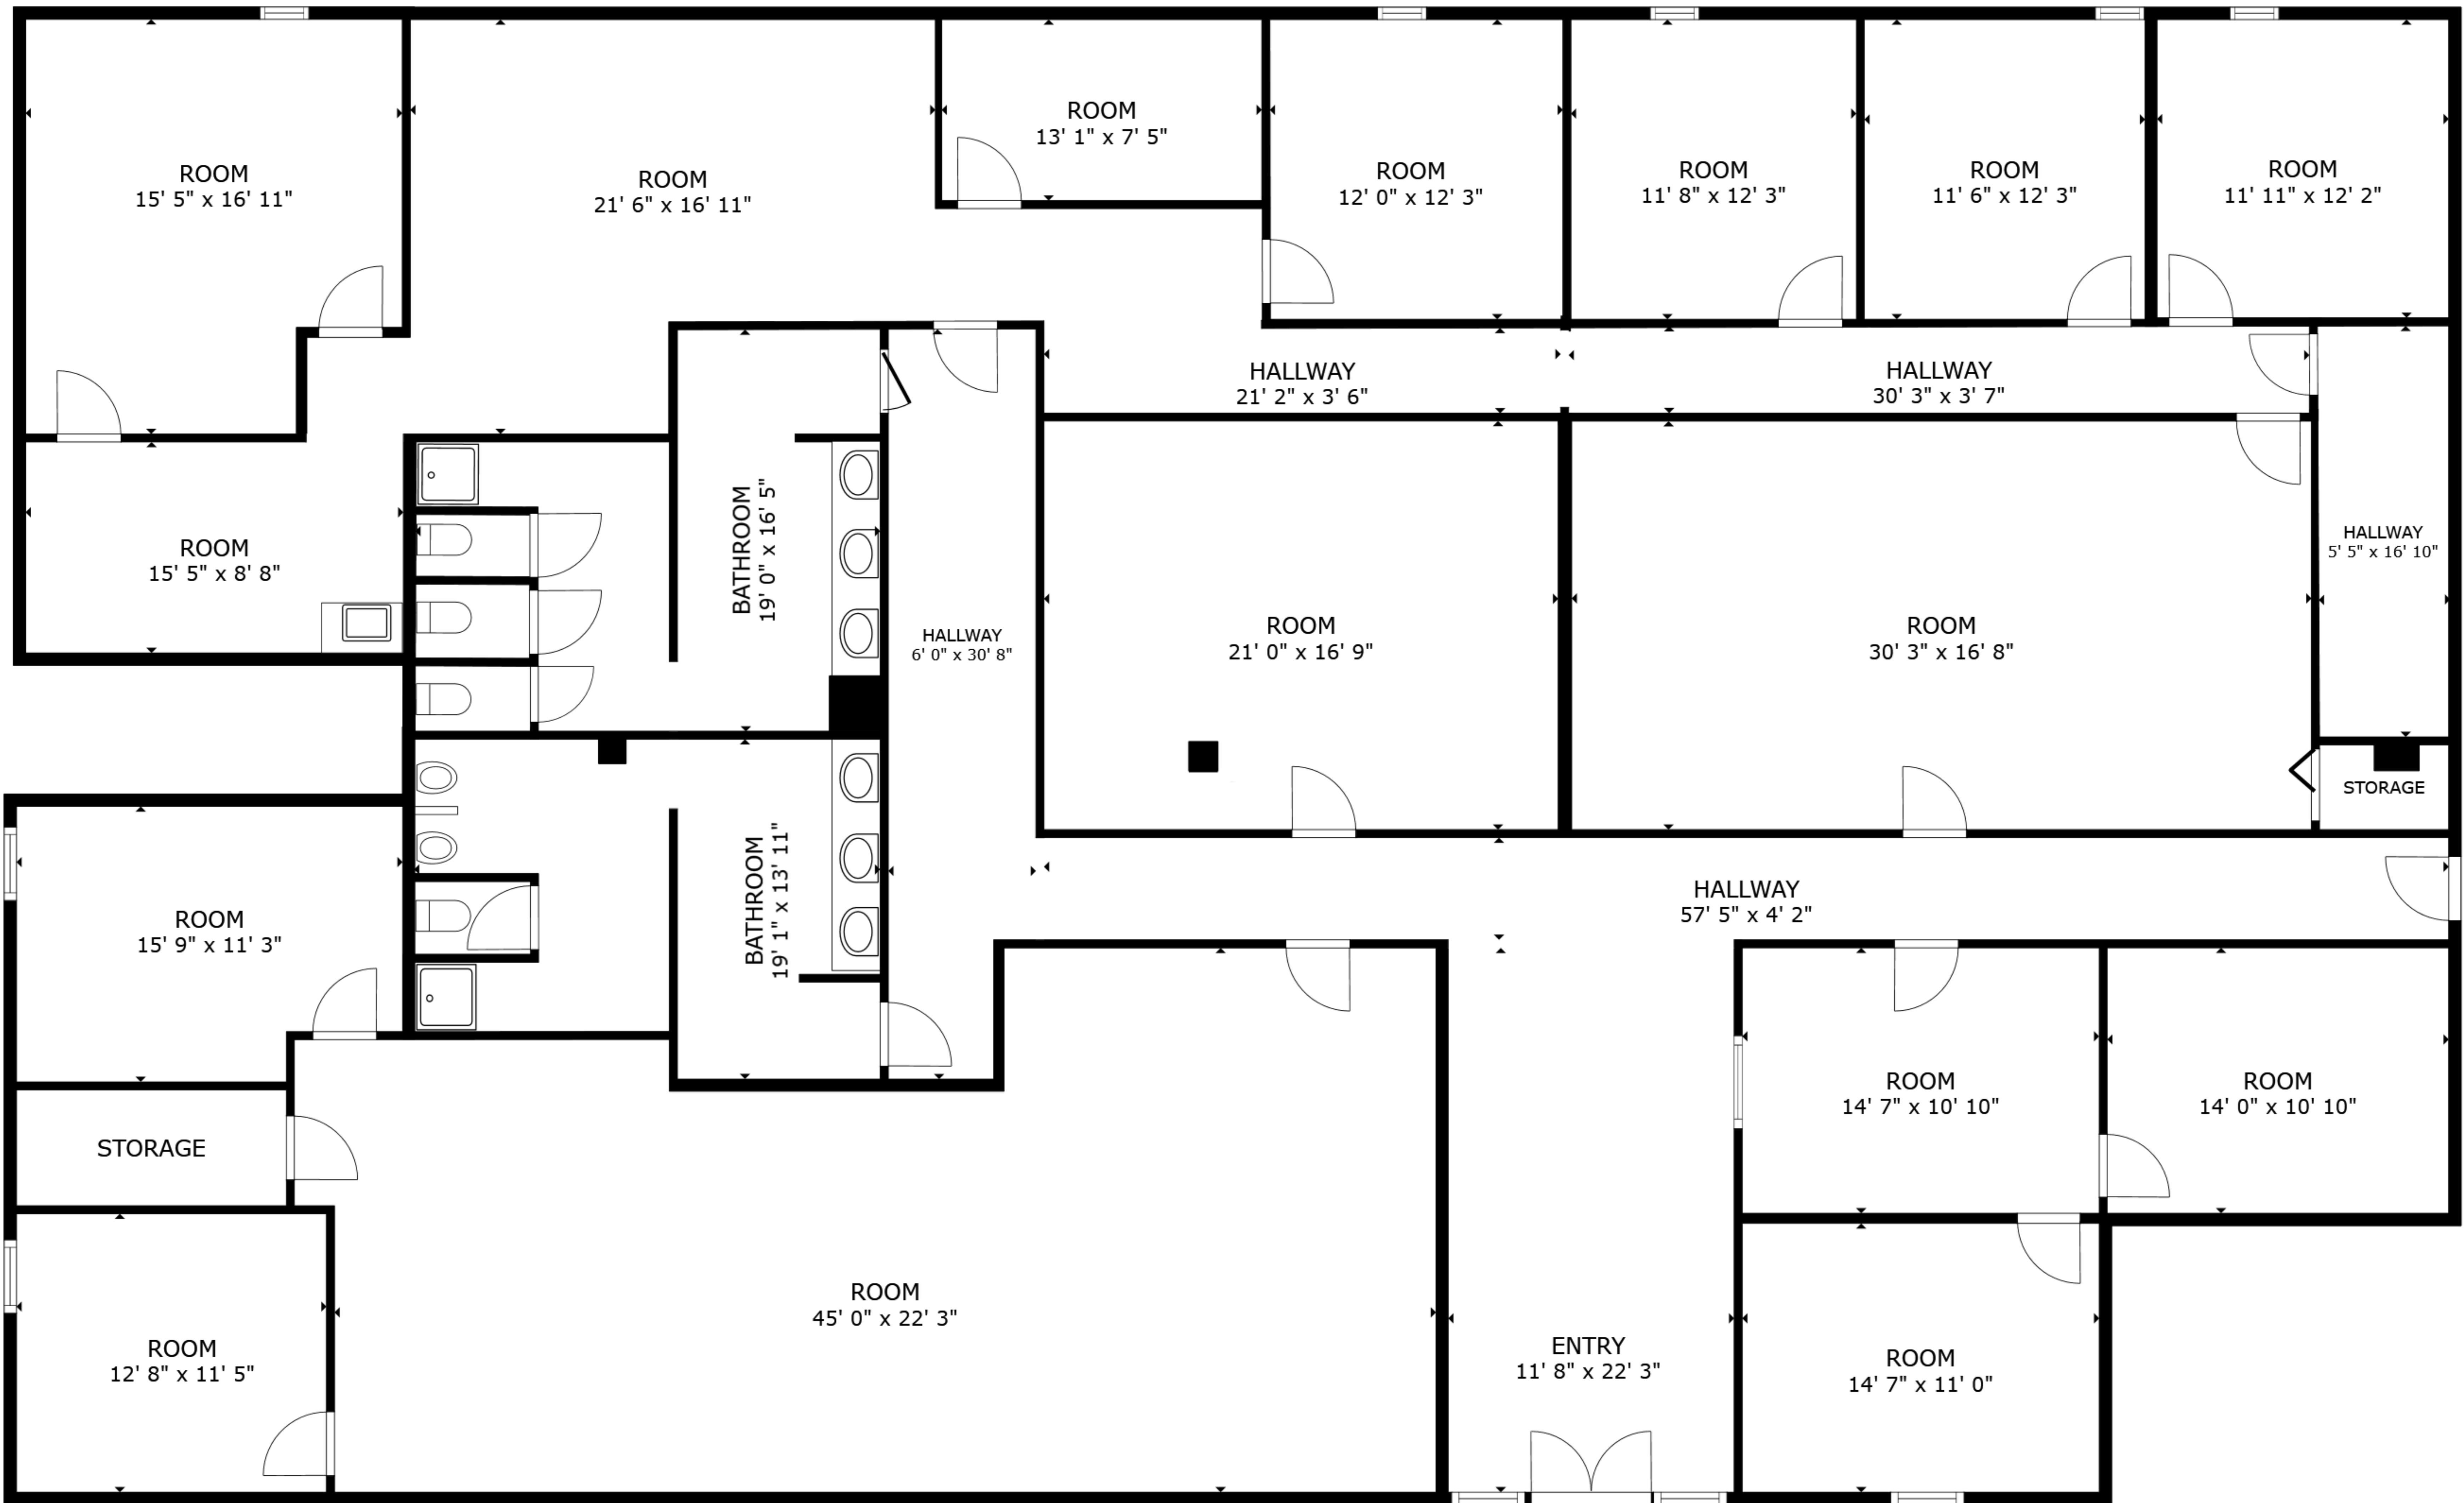 ROOM
15' 5" x 16' 11"
ROOM
21' 6" x 16' 11"
ROOM
13' 1" x 7' 5"
ROOM
12' 0" x 12' 3"
ROOM
11' 8" x 12' 3"
ROOM
11' 6" x 12' 3"
ROOM
11' 11" x 12' 2"
HALLWAY
21' 2" x 3' 6"
HALLWAY
30' 3" x 3' 7"
ROOM
15' 5" x 8' 8"
BATHROOM
19' 0" x 16' 5"
HALLWAY
6' 0" x 30' 8"
ROOM
21' 0" x 16' 9"
ROOM
30' 3" x 16' 8"
HALLWAY
5' 5" x 16' 10"
STORAGE
ROOM
15' 9" x 11' 3"
BATHROOM
19' 1" x 13' 11"
HALLWAY
57' 5" x 4' 2"
STORAGE
ROOM
14' 7" x 10' 10"
ROOM
14' 0" x 10' 10"
ROOM
12' 8" x 11' 5"
ROOM
45' 0" x 22' 3"
ENTRY
11' 8" x 22' 3"
ROOM
14' 7" x 11' 0"